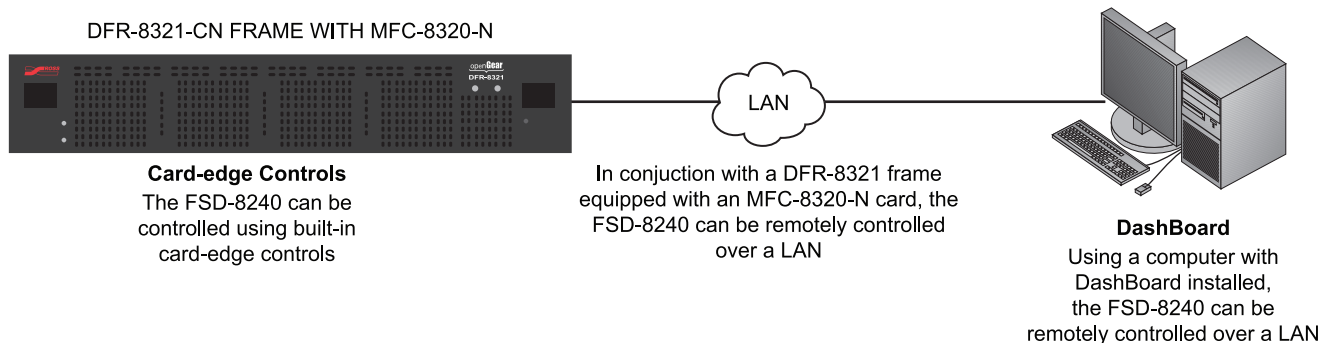 DFR-8321-CN FRAME WITH MFC-8320-N
ROSS
openGear
DFR-8321
LAN
Card-edge Controls
The FSD-8240 can be
controlled using built-in
card-edge controls
In conjuction with a DFR-8321 frame
equipped with an MFC-8320-N card, the
FSD-8240 can be remotely controlled
over a LAN
DashBoard
Using a computer with
DashBoard installed,
the FSD-8240 can be
remotely controlled over a LAN